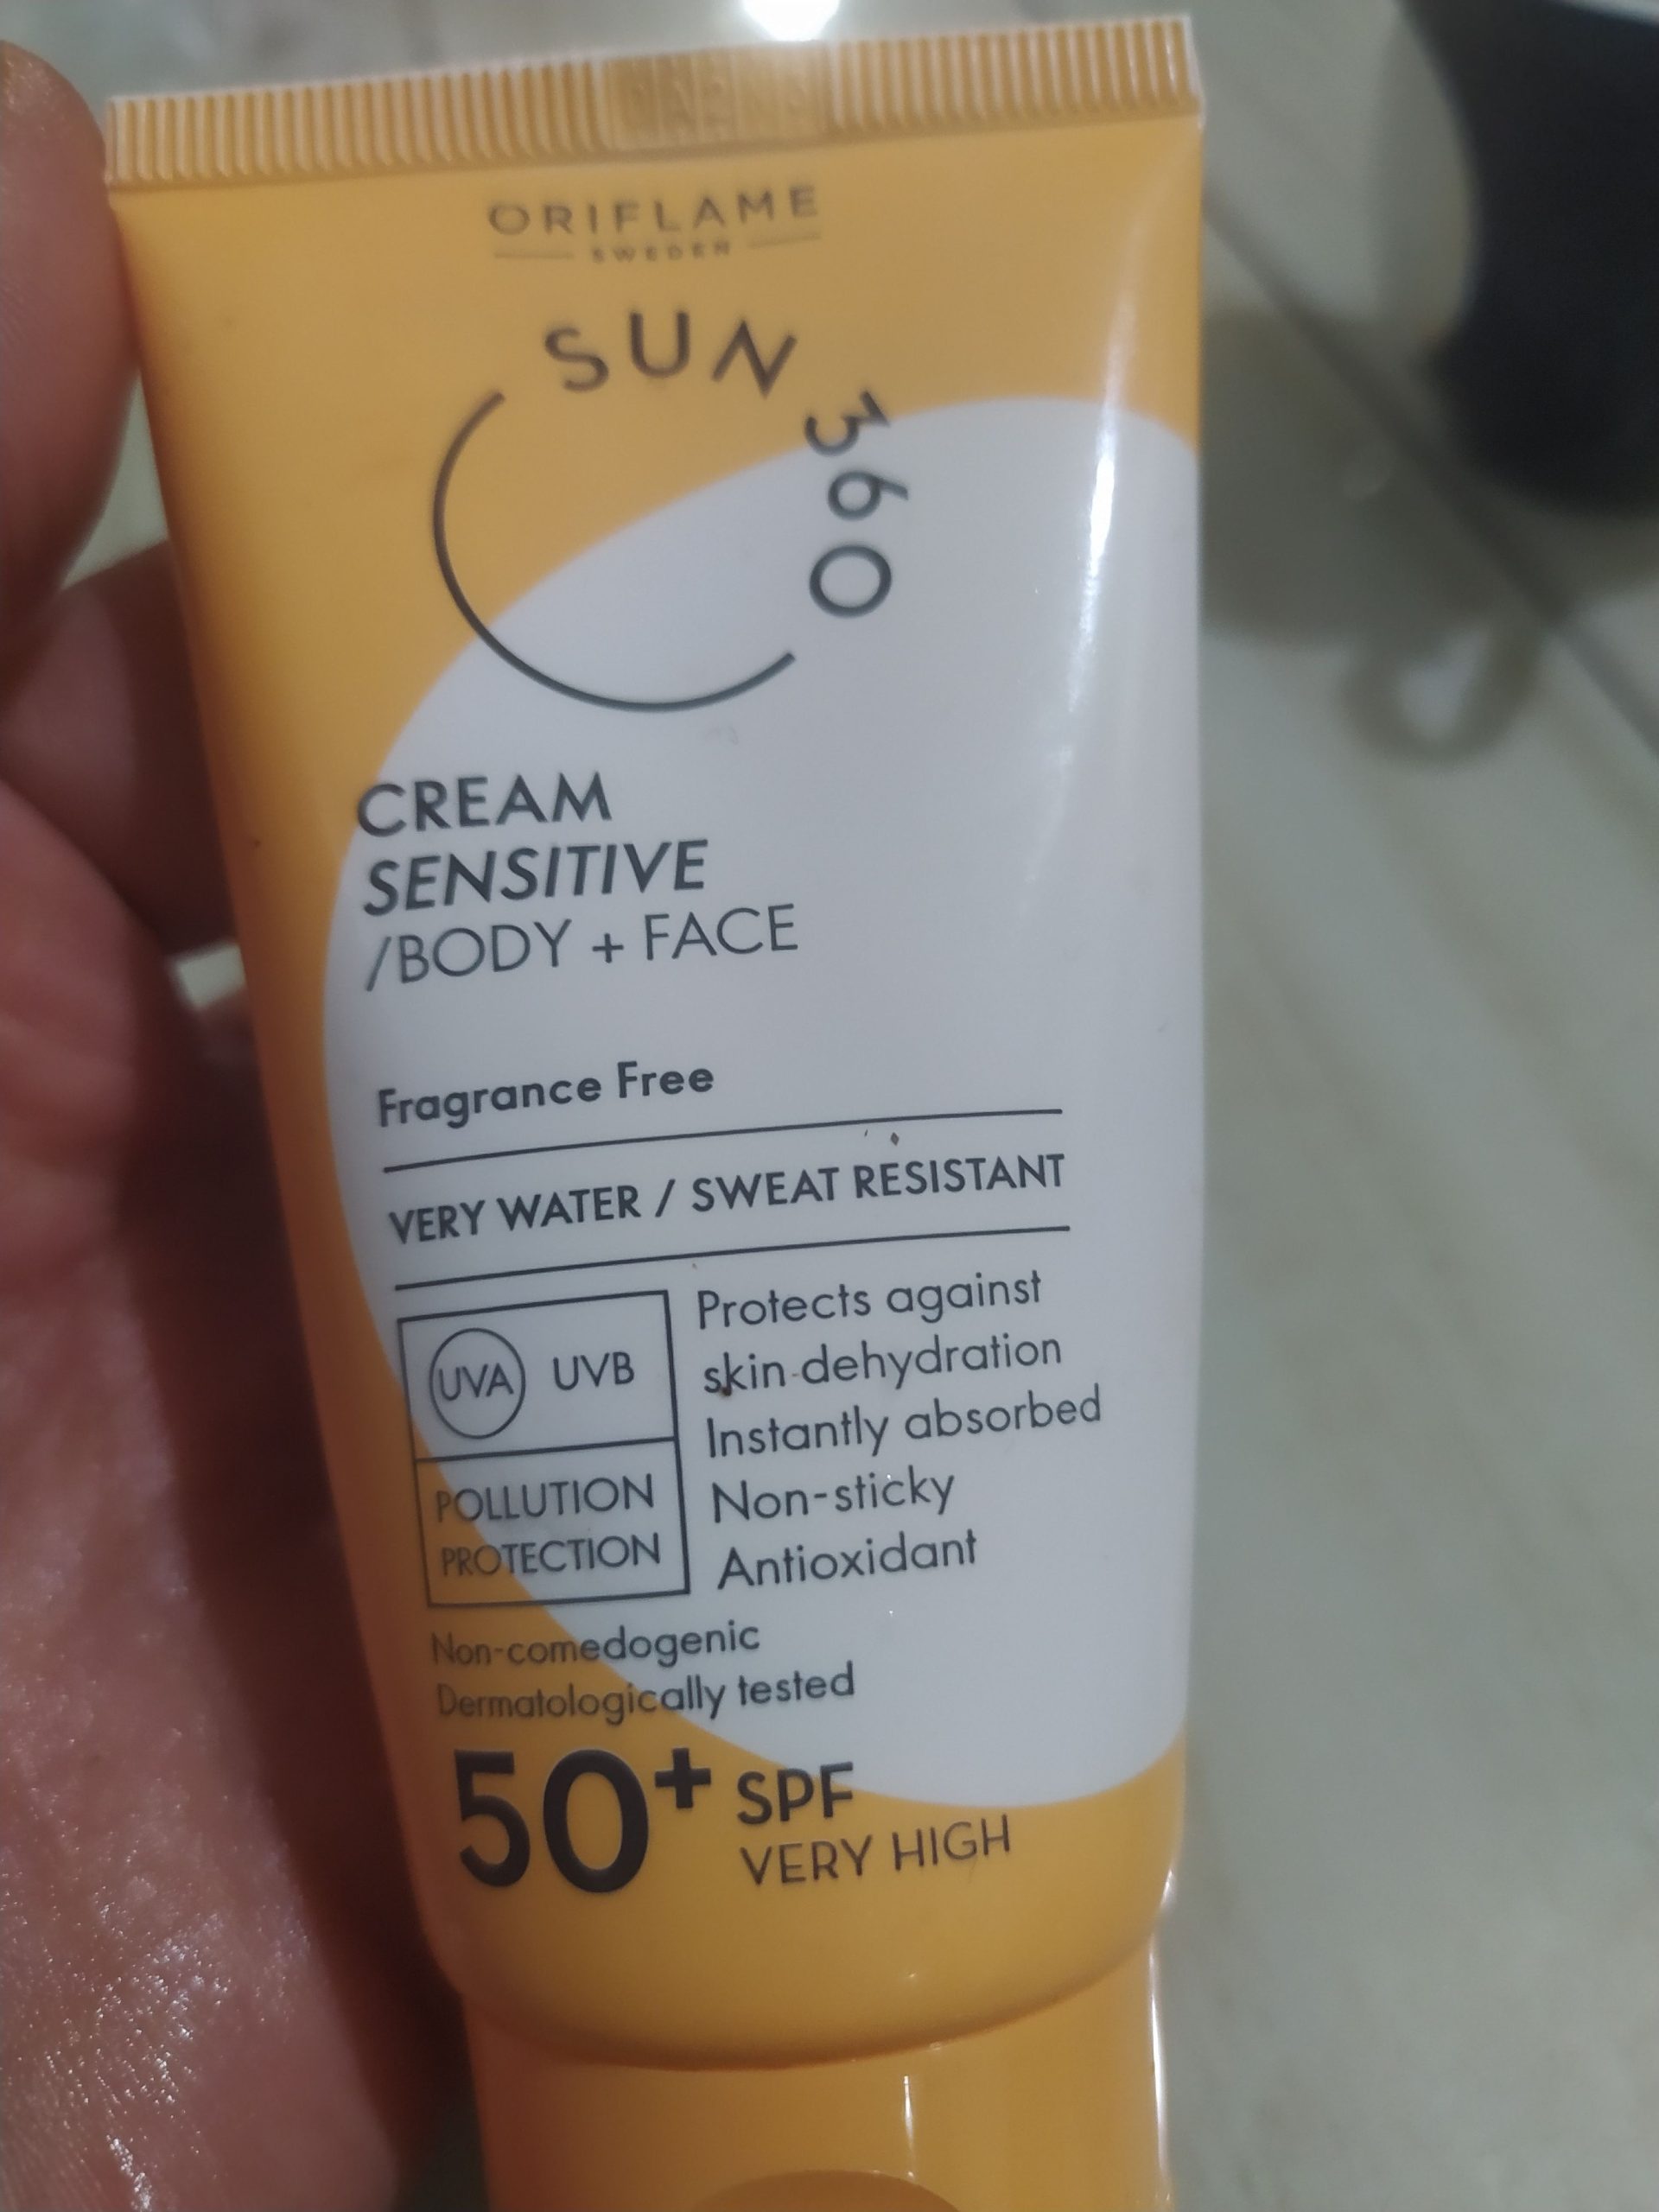 ORIFLAME
SWEDEN
SUN 360
CREAM
SENSITIVE
/BODY + FACE
Fragrance Free
VERY WATER / SWEAT RESISTANT
UVA UVB
POLLUTION
PROTECTION
Protects against
skin dehydration
Instantly absorbed
Non-sticky
Antioxidant
Non-comedogenic
Dermatologically tested
50+ SPF
VERY HIGH